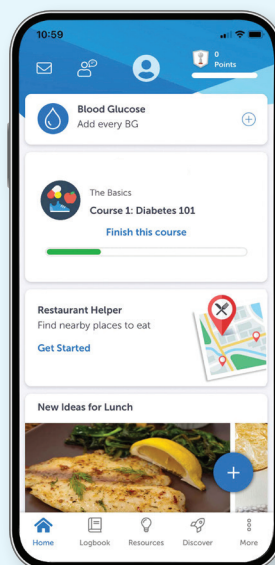 10:59
0
Points
Blood Glucose
Add every BG
The Basics
Course 1: Diabetes 101
Finish this course
Restaurant Helper
Find nearby places to eat
Get Started
New Ideas for Lunch
Home
Logbook
Resources
Discover
More